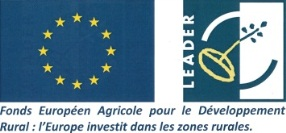 LEADER
Fonds Européen Agricole pour le Développement
Rural : l'Europe investit dans les zones rurales.